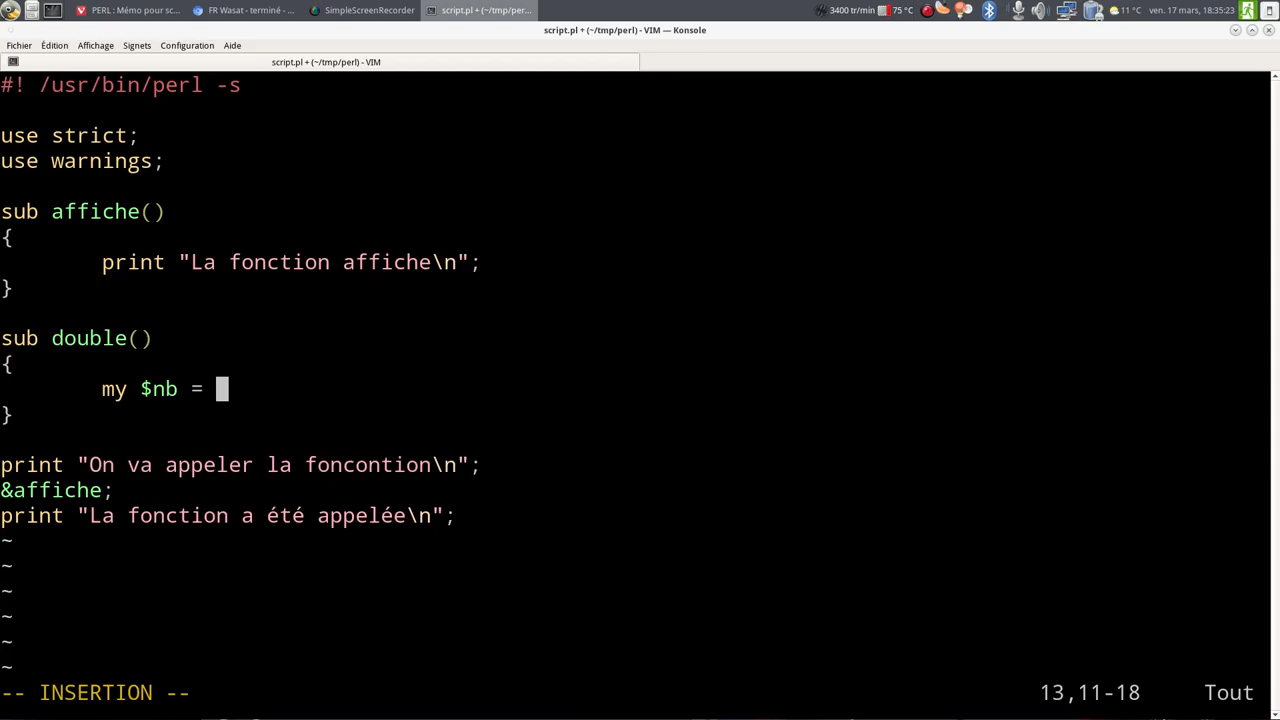 PERL : Mémo pour sc...
FR Wasat - terminé - ...
SimpleScreenRecorder
script.pl + (~/tmp/per...
3400 tr/min
75 °C
11 °C
ven. 17 mars, 18:35:23
script.pl + (~/tmp/perl) - VIM — Konsole
Fichier Édition Affichage Signets Configuration Aide
script.pl + (~/tmp/perl) - VIM
#! /usr/bin/perl -s
use strict;
use warnings;
sub affiche()
{
print "La fonction affiche\n";
}
sub double()
{
my $nb =
}
print "On va appeler la foncontion\n";
&affiche;
print "La fonction a été appelée\n";
~
~
~
~
~
~
-- INSERTION -- 13,11-18 Tout